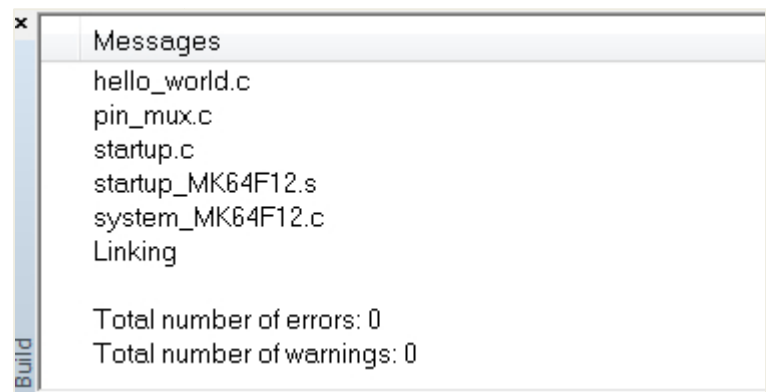 Messages
hello_world.c
pin_mux.c
startup.c
startup_MK64F12.s
system_MK64F12.c
Linking
Total number of errors: 0
Total number of warnings: 0
Build